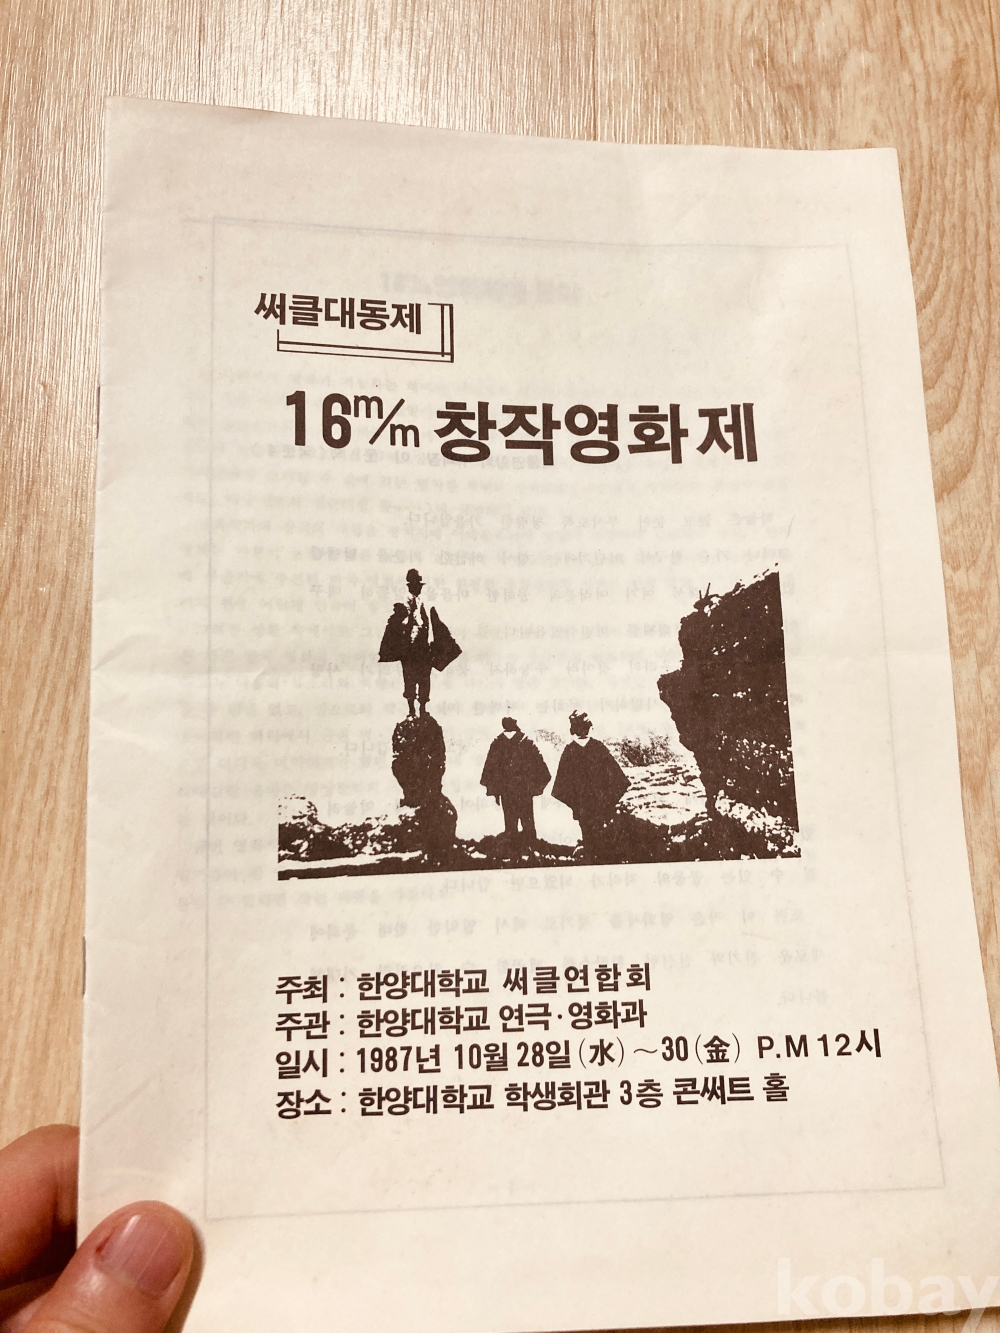 써클대동제
16m/m 창작영화제
주최 : 한양대학교 써클연합회
주관 : 한양대학교 연극·영화과
일시 : 1987년 10월 28일(水)~30(金) P.M 12시
장소 : 한양대학교 학생회관 3층 콘써트 홀
kobay